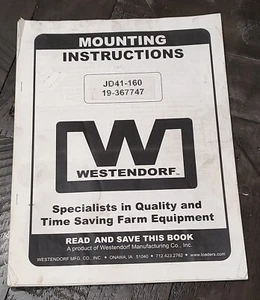 MOUNTING
INSTRUCTIONS
JD41-160
19-367747
W
WESTENDORF
Specialists in Quality and
Time Saving Farm Equipment
READ AND SAVE THIS BOOK
A product of Westendorf Manufacturing Co., Inc.
WESTENDORF MFG. CO., INC. • ONAWA, IA 51040 • 712.423.2762 • www.loaders.com